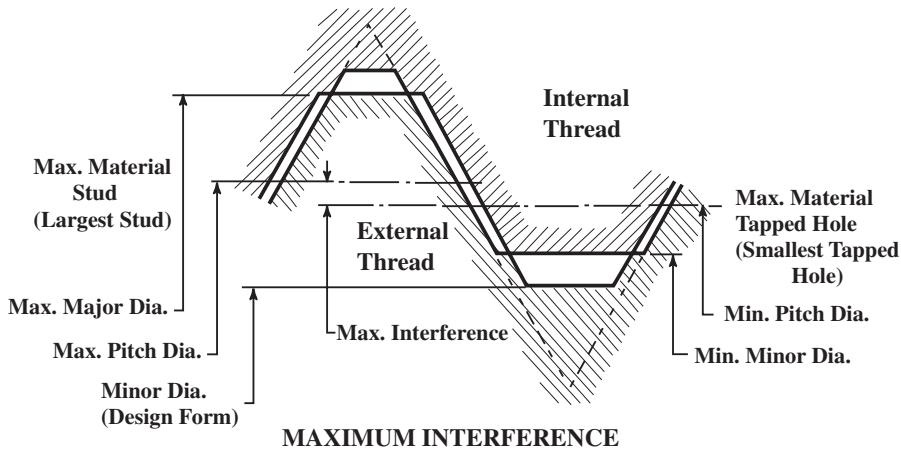 Internal
Thread
Max. Material
Stud
(Largest Stud)
Max. Material
Tapped Hole
(Smallest Tapped
Hole)
External
Thread
Max. Major Dia.
Max. Interference
Min. Pitch Dia.
Max. Pitch Dia.
Min. Minor Dia.
Minor Dia.
(Design Form)
MAXIMUM INTERFERENCE